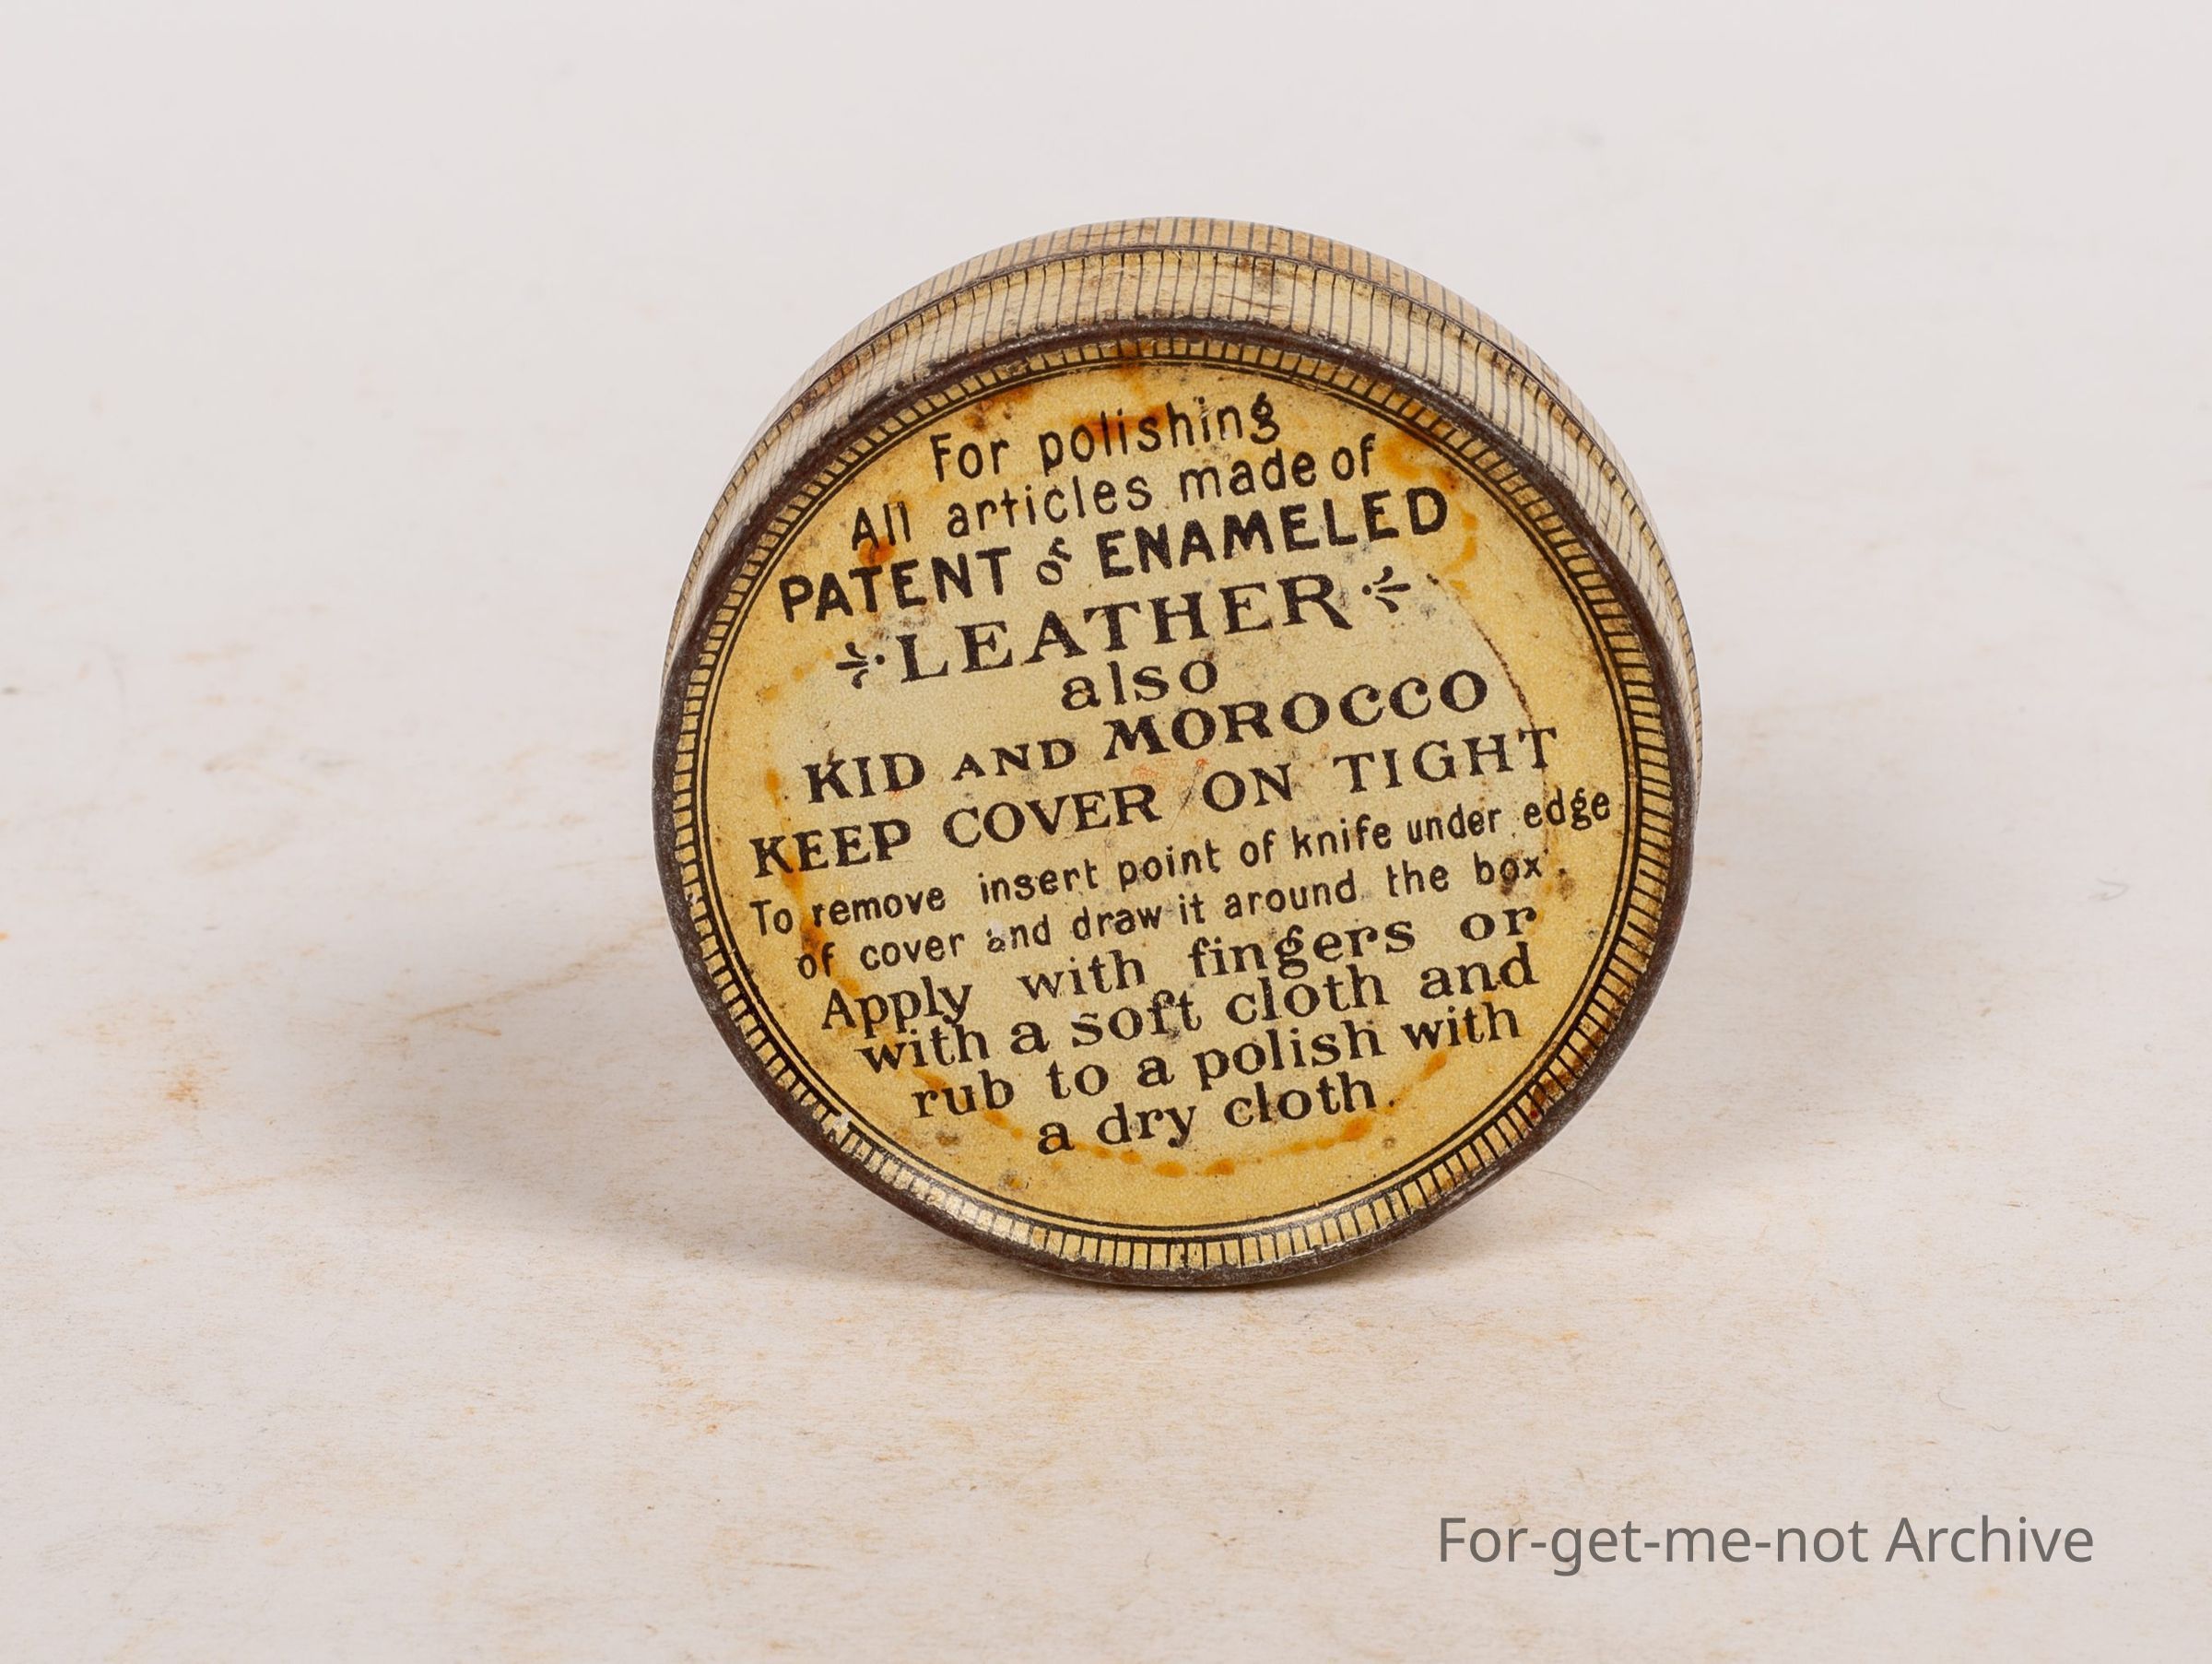 For polishing
All articles made of
PATENT or ENAMELED
LEATHER
also
KID AND MOROCCO
KEEP COVER ON TIGHT
To remove insert point of knife under edge
of cover and draw it around the box.
Apply with fingers or
with a soft cloth and
rub to a polish with
a dry cloth.
For-get-me-not Archive